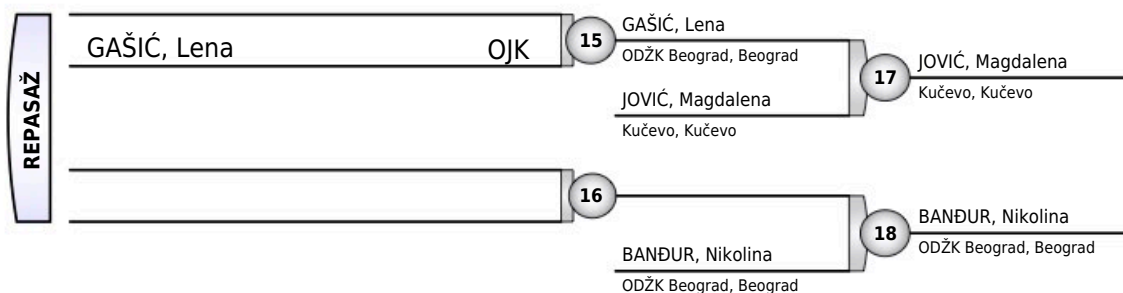 REPASAŽ
GAŠIĆ, Lena OJK
15
GAŠIĆ, Lena
ODŽK Beograd, Beograd
JOVIĆ, Magdalena
Kučevo, Kučevo
17
JOVIĆ, Magdalena
Kučevo, Kučevo
16
BANĐUR, Nikolina
ODŽK Beograd, Beograd
18
BANĐUR, Nikolina
ODŽK Beograd, Beograd